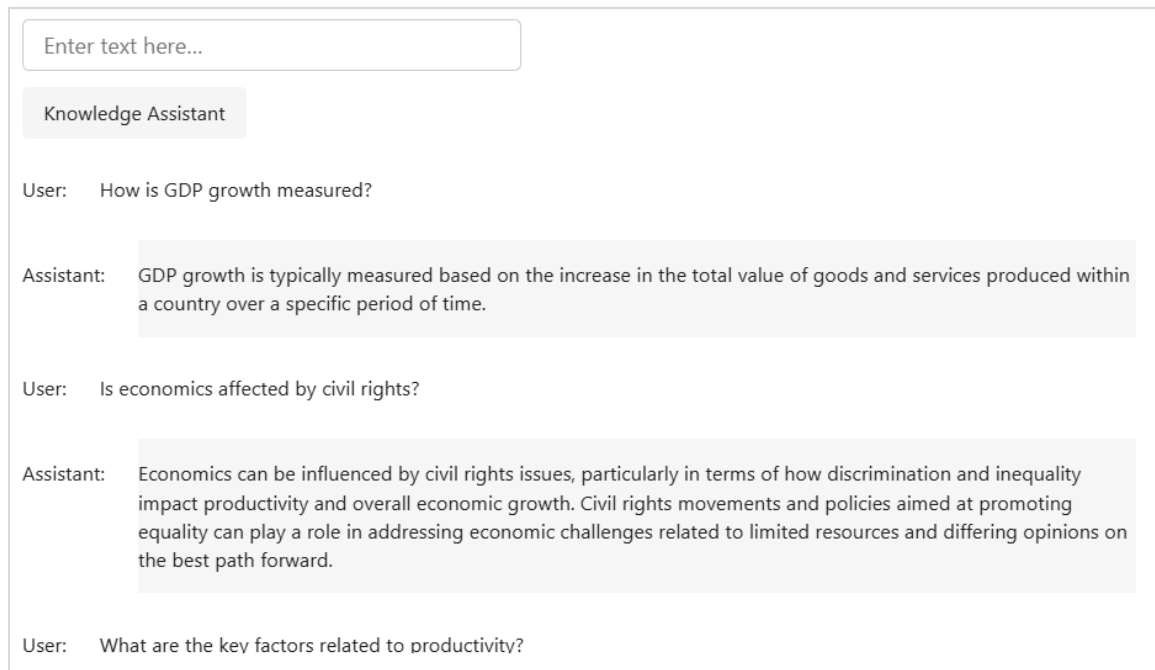 Enter text here...
Knowledge Assistant
User: How is GDP growth measured?
Assistant: GDP growth is typically measured based on the increase in the total value of goods and services produced within
a country over a specific period of time.
User: Is economics affected by civil rights?
Assistant: Economics can be influenced by civil rights issues, particularly in terms of how discrimination and inequality
impact productivity and overall economic growth. Civil rights movements and policies aimed at promoting
equality can play a role in addressing economic challenges related to limited resources and differing opinions on
the best path forward.
User: What are the key factors related to productivity?